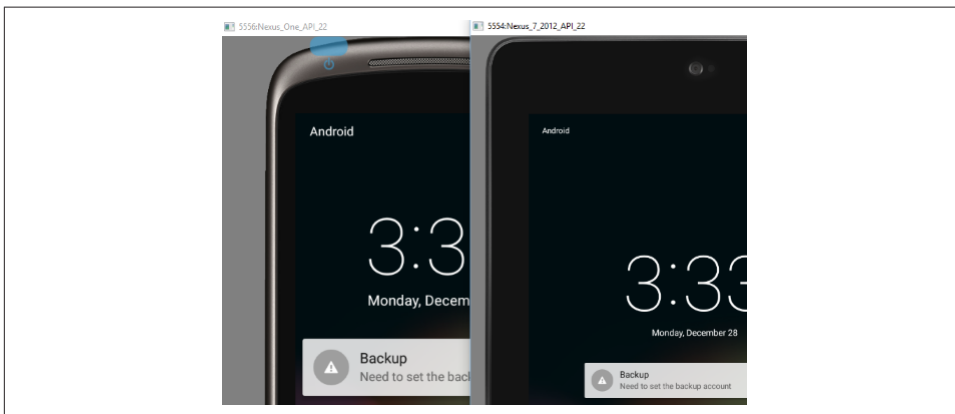 5556:Nexus_One_API_22
Android
3:3
Monday, Decem
Backup
Need to set the back
5554:Nexus_7_2012_API_22
Android
3:33
Monday, December 28
Backup
Need to set the backup account